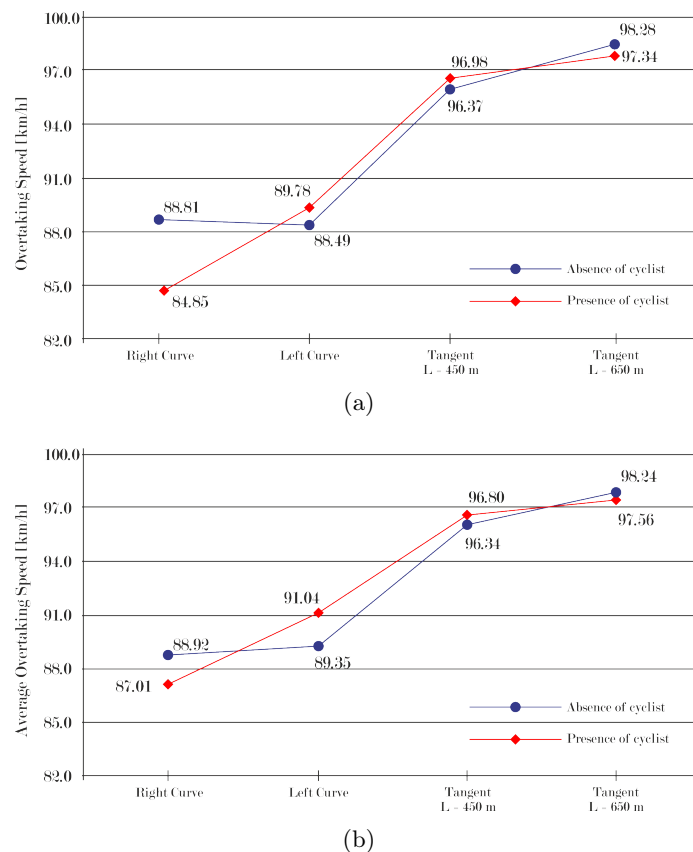 100.0
98.28
97.0
96.98
97.34
96.37
94.0
Overtaking Speed [km/h]
91.0
89.78
88.81
88.0
88.49
Absence of cyclist
85.0
84.85
Presence of cyclist
82.0
Right Curve
Left Curve
Tangent
L - 450 m
Tangent
L - 650 m
(a)
100.0
98.24
97.0
96.80
97.56
96.34
94.0
Average Overtaking Speed [km/h]
91.0
91.04
88.92
89.35
88.0
87.01
85.0
Absence of cyclist
Presence of cyclist
82.0
Right Curve
Left Curve
Tangent
L - 450 m
Tangent
L - 650 m
(b)